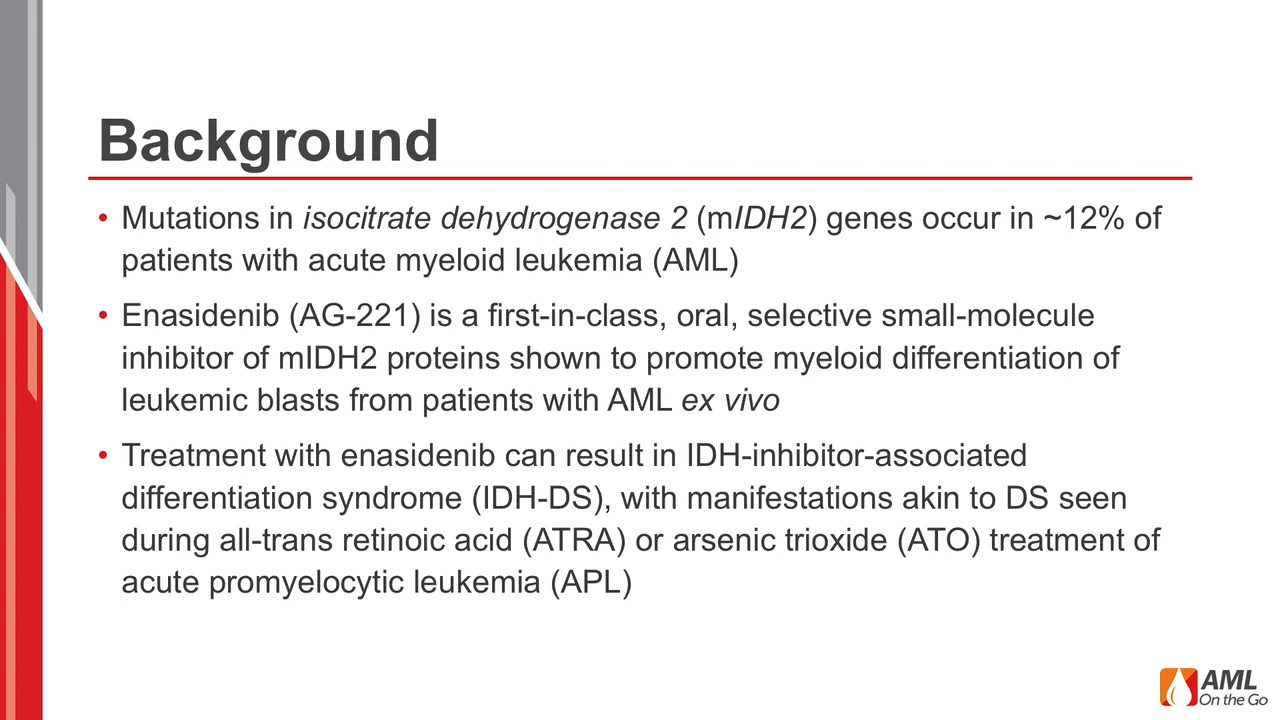 Background
• Mutations in isocitrate dehydrogenase 2 (mIDH2) genes occur in ~12% of
patients with acute myeloid leukemia (AML)
• Enasidenib (AG-221) is a first-in-class, oral, selective small-molecule
inhibitor of mIDH2 proteins shown to promote myeloid differentiation of
leukemic blasts from patients with AML ex vivo
• Treatment with enasidenib can result in IDH-inhibitor-associated
differentiation syndrome (IDH-DS), with manifestations akin to DS seen
during all-trans retinoic acid (ATRA) or arsenic trioxide (ATO) treatment of
acute promyelocytic leukemia (APL)
AML
On the Go